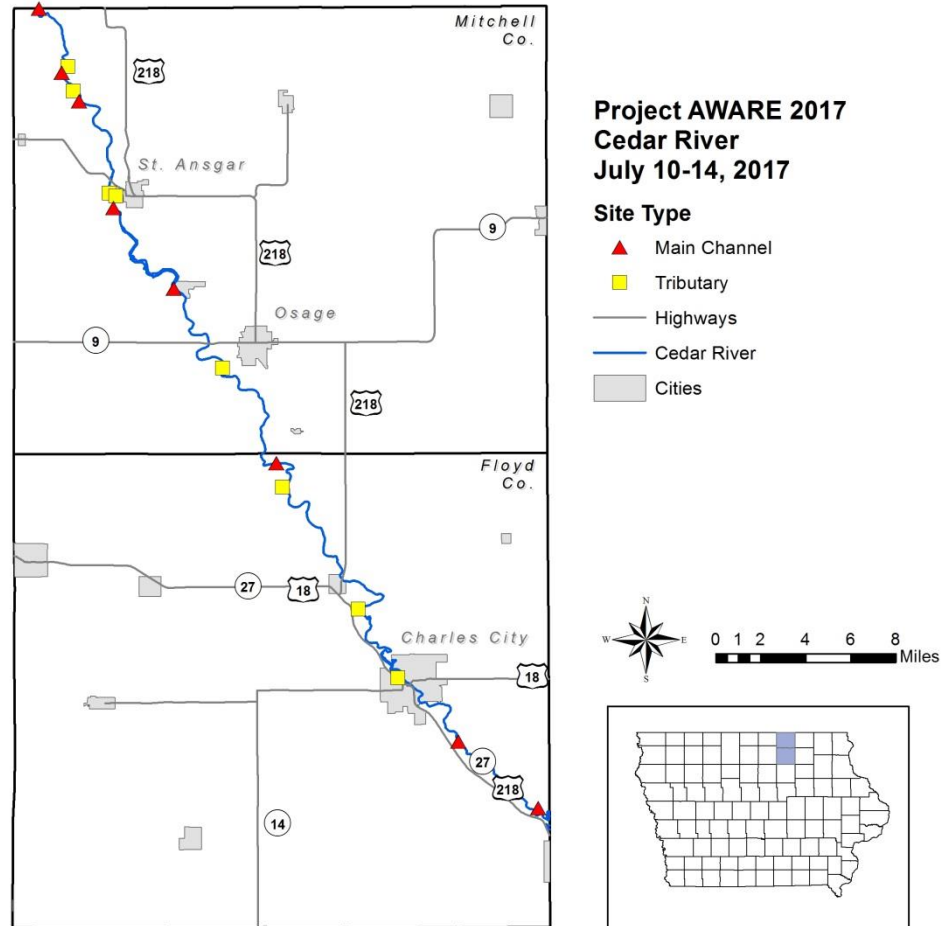 Mitchell
Co.
218
St. Ansgar
9
218
Osage
9
218
Floyd
Co.
27
18
Charles City
18
27
218
14
Project AWARE 2017
Cedar River
July 10-14, 2017
Site Type
Main Channel
Tributary
Highways
Cedar River
Cities
N
W
E
S
0 1 2 4 6 8
Miles